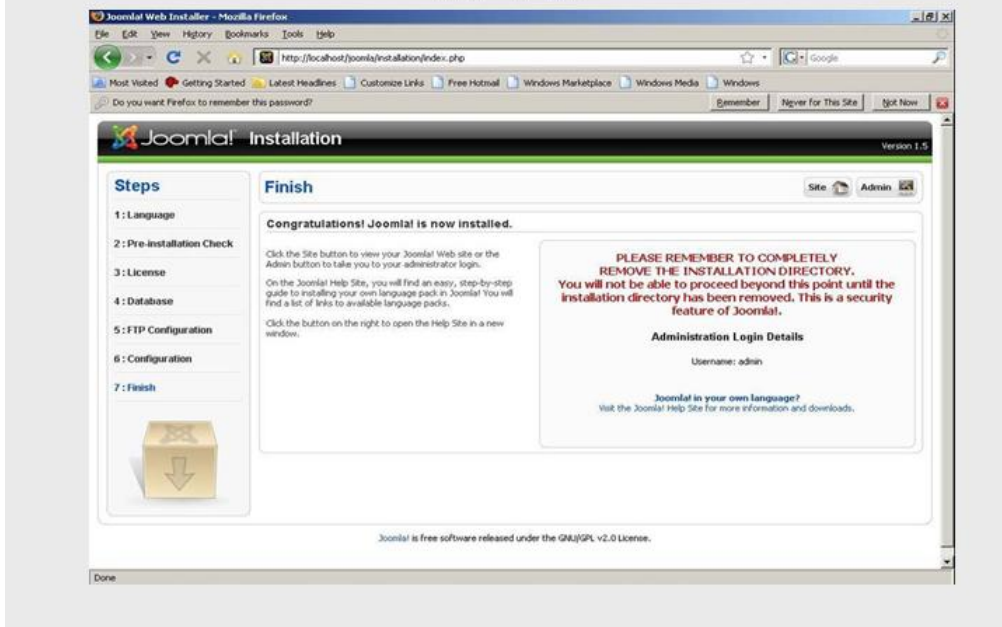 Joomla! Web Installer - Mozilla Firefox
File Edit View History Bookmarks Tools Help
http://localhost/joomla/installation/index.php
Google
Most Visited Getting Started Latest Headlines Customize Links Free Hotmail Windows Marketplace Windows Media Windows
Do you want Firefox to remember this password? Remember Never for This Site Not Now
Joomla! Installation
Version 1.5
Steps
1 : Language
2 : Pre-installation Check
3 : License
4 : Database
5 : FTP Configuration
6 : Configuration
7 : Finish
Finish
Site Admin
Congratulations! Joomla! is now installed.
Click the Site button to view your Joomla! Web site or the
Admin button to take you to your administrator login.
On the Joomla! Help Site, you will find an easy, step-by-step
guide to installing your own language pack in Joomla! You will
find a list of links to available language packs.
Click the button on the right to open the Help Site in a new
window.
PLEASE REMEMBER TO COMPLETELY
REMOVE THE INSTALLATION DIRECTORY.
You will not be able to proceed beyond this point until the
installation directory has been removed. This is a security
feature of Joomla!.
Administration Login Details
Username: admin
Joomla! in your own language?
Visit the Joomla! Help Site for more information and downloads.
Joomla! is free software released under the GNU/GPL v2.0 License.
Done